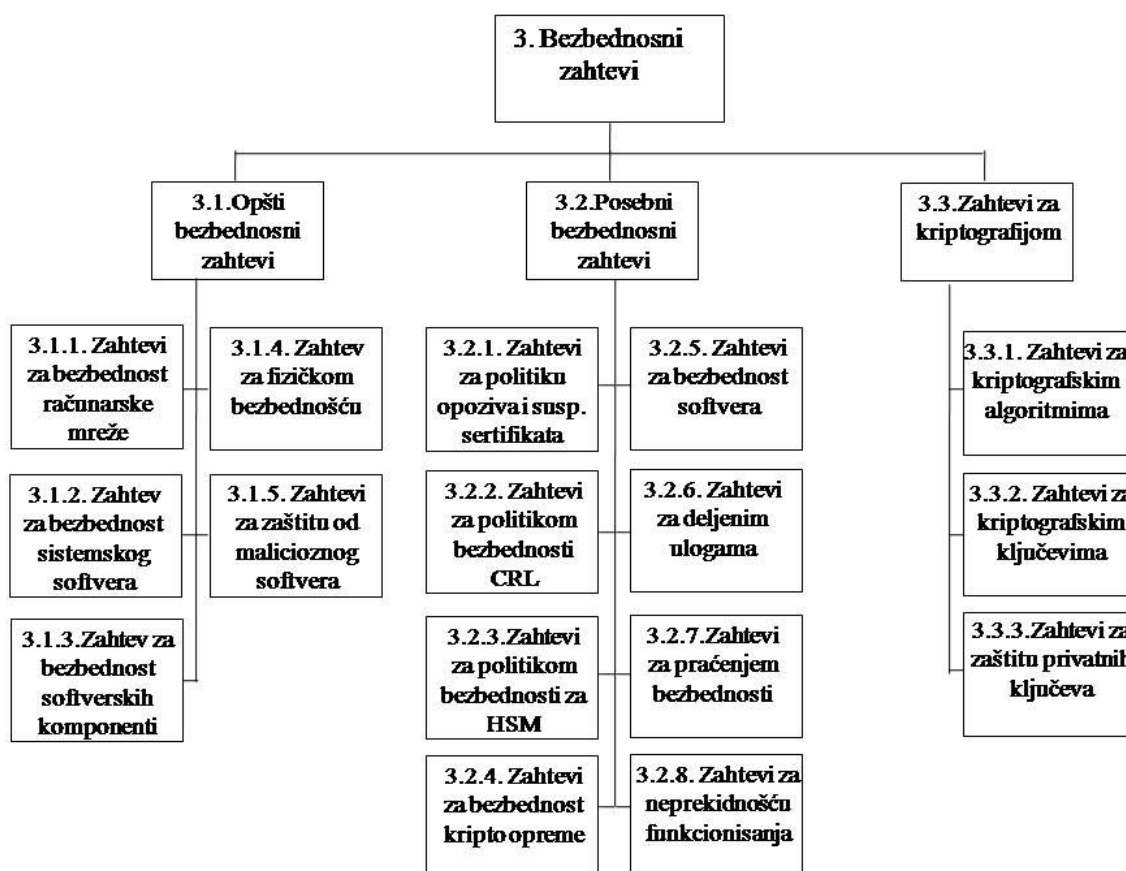 3. Bezbednosni
zahtevi
3.1.Opšti
bezbednosni
zahtevi
3.2.Posebni
bezbednosni
zahtevi
3.3.Zahtevi za
kriptografijom
3.1.1. Zahtevi
za bezbednost
računarske
mreže
3.1.4. Zahtev
za fizičkom
bezbednošću
3.2.1. Zahtevi
za politiku
opoziva i susp.
sertifikata
3.2.5. Zahtevi
za bezbednost
softvera
3.3.1. Zahtevi za
kriptografskim
algoritmima
3.1.2. Zahtev
za bezbednost
sistemskog
softvera
3.1.5. Zahtevi
za zaštitu od
malicioznog
softvera
3.2.2. Zahtevi
za politikom
bezbednosti
CRL
3.2.6. Zahtevi
za deljenim
ulogama
3.3.2. Zahtevi za
kriptografskim
ključevima
3.1.3.Zahtev za
bezbednost
softverskih
komponenti
3.2.3.Zahtevi
za politikom
bezbednosti za
HSM
3.2.7.Zahtevi
za praćenjem
bezbednosti
3.3.3.Zahtevi za
zaštitu privatnih
ključeva
3.2.4. Zahtevi
za bezbednost
kripto opreme
3.2.8. Zahtevi za
neprekidnošću
funkcionisanja